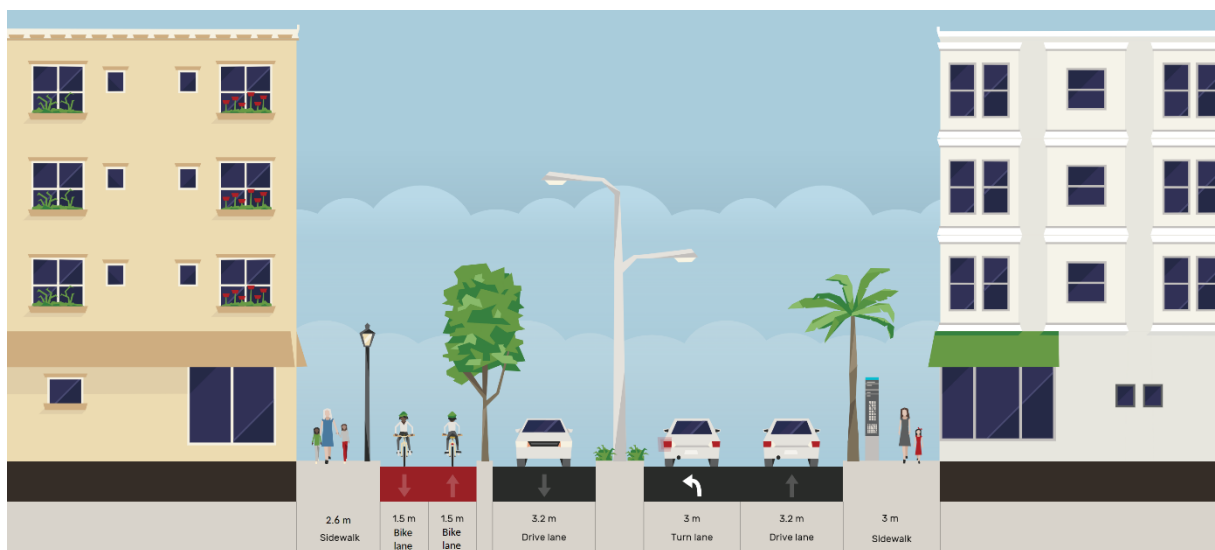 2.6 m
Sidewalk
1.5 m
Bike
lane
1.5 m
Bike
lane
3.2 m
Drive lane
3 m
Turn lane
3.2 m
Drive lane
3 m
Sidewalk